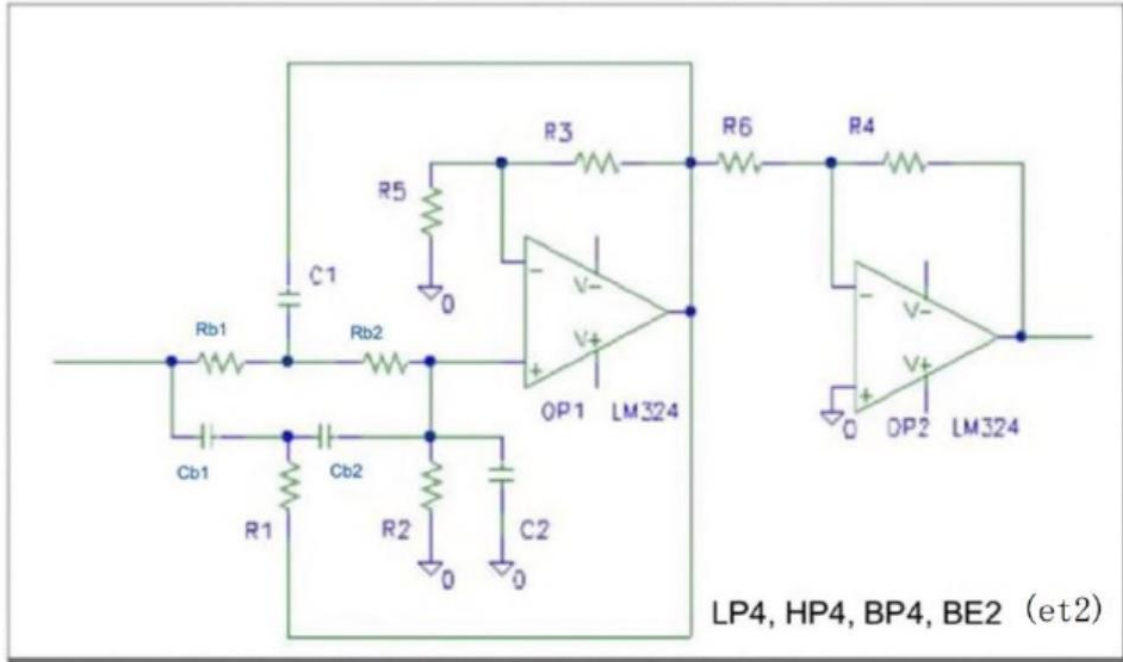 R3 R6 R4
R5
C1
0
V-
V-
Rb1 Rb2
V+
V+
-
-
+
+
OP1 LM324
0 OP2 LM324
Cb1 Cb2
R1 R2 C2
0 0
LP4, HP4, BP4, BE2 (et2)